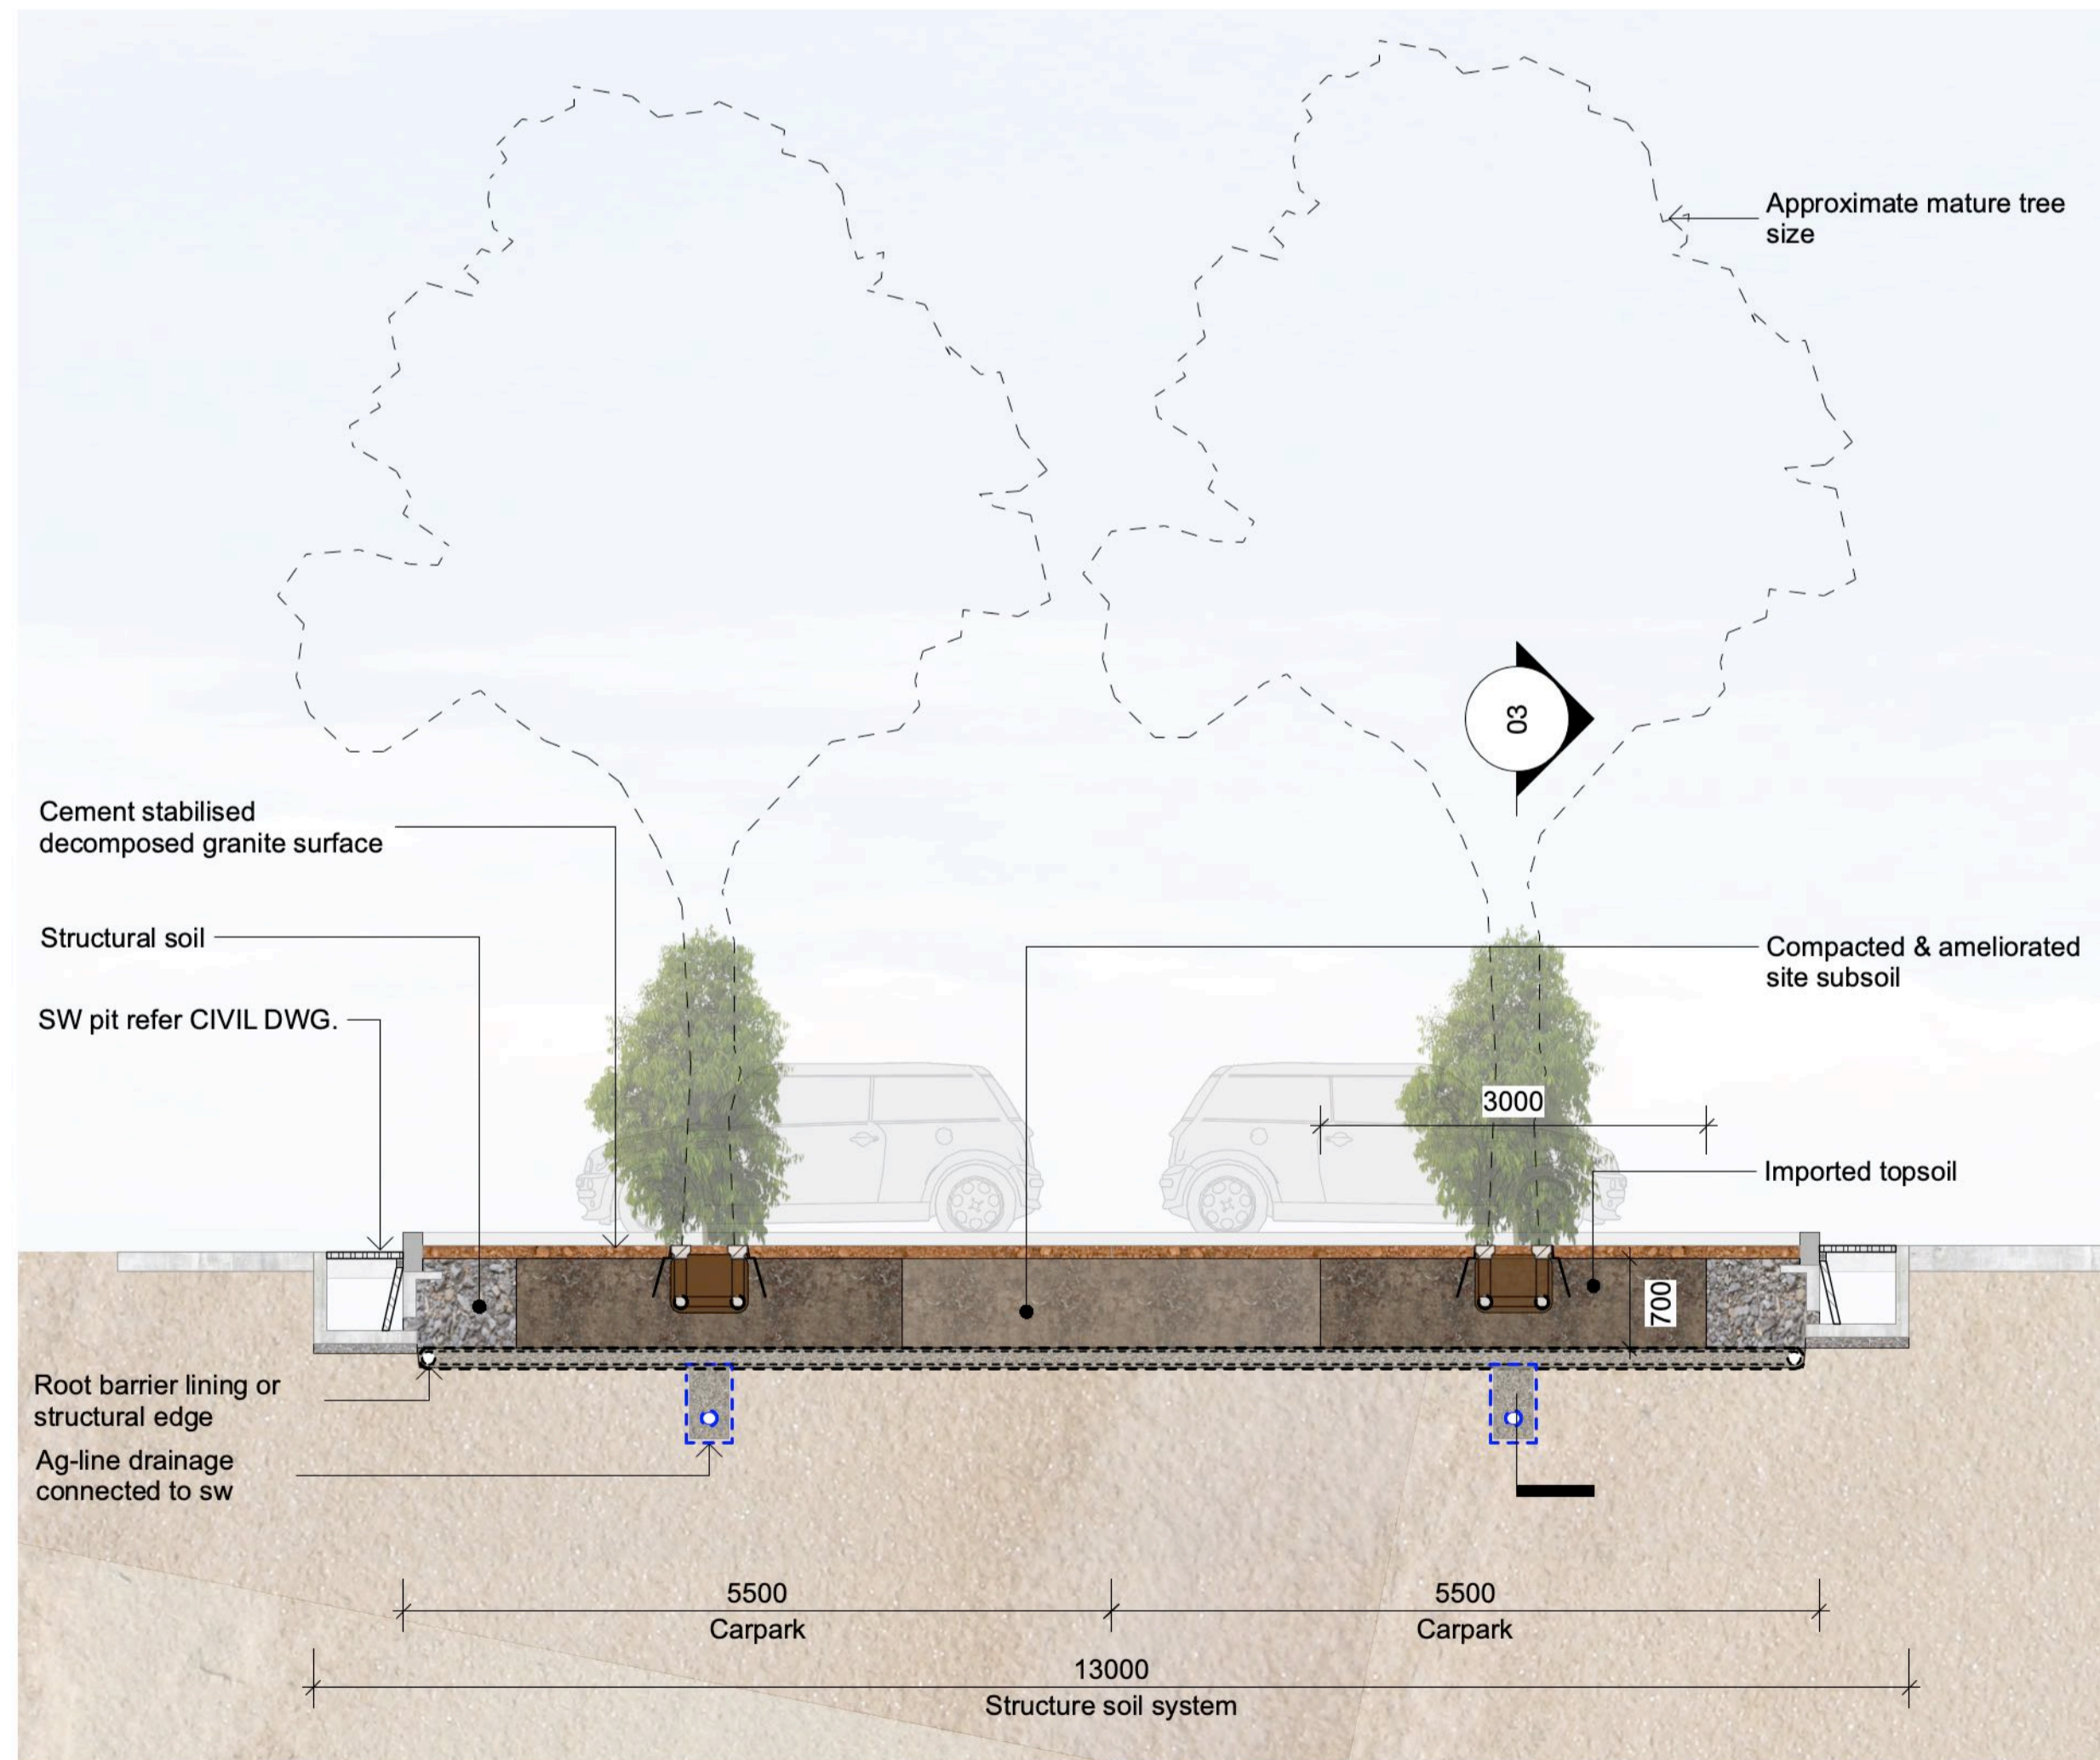 Approximate mature tree
size
03
Cement stabilised
decomposed granite surface
Structural soil
Compacted & ameliorated
site subsoil
SW pit refer CIVIL DWG.
3000
Imported topsoil
700
Root barrier lining or
structural edge
Ag-line drainage
connected to sw
5500
Carpark
5500
Carpark
13000
Structure soil system